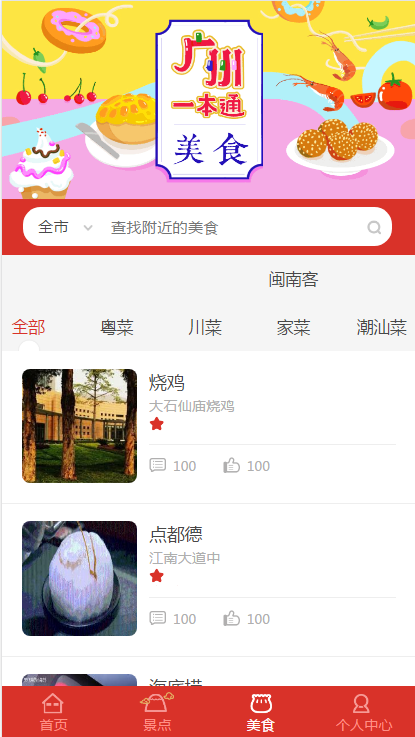 广州
一本通
美食
全市 查找附近的美食
闽南客
全部 粤菜 川菜 家菜 潮汕菜
烧鸡
大石仙庙烧鸡
100 100
点都德
江南大道中
100 100
海底捞
首页 景点 美食 个人中心